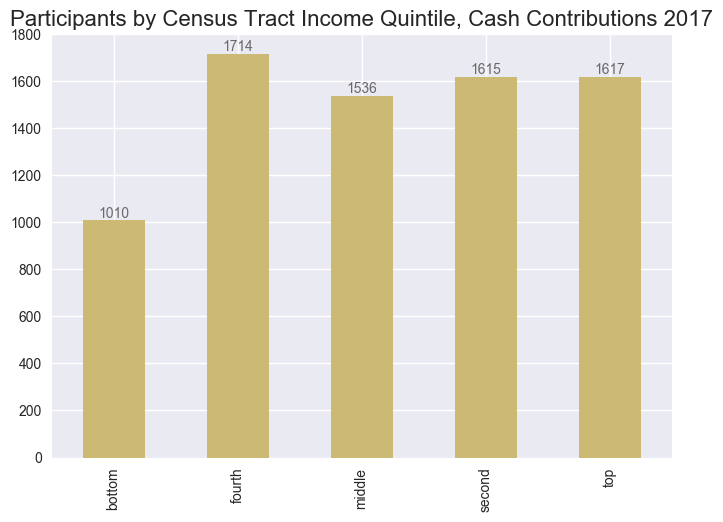 Participants by Census Tract Income Quintile, Cash Contributions 2017
1800
1600
1400
1200
1000
800
600
400
200
0
1010
1714
1536
1615
1617
bottom
fourth
middle
second
top